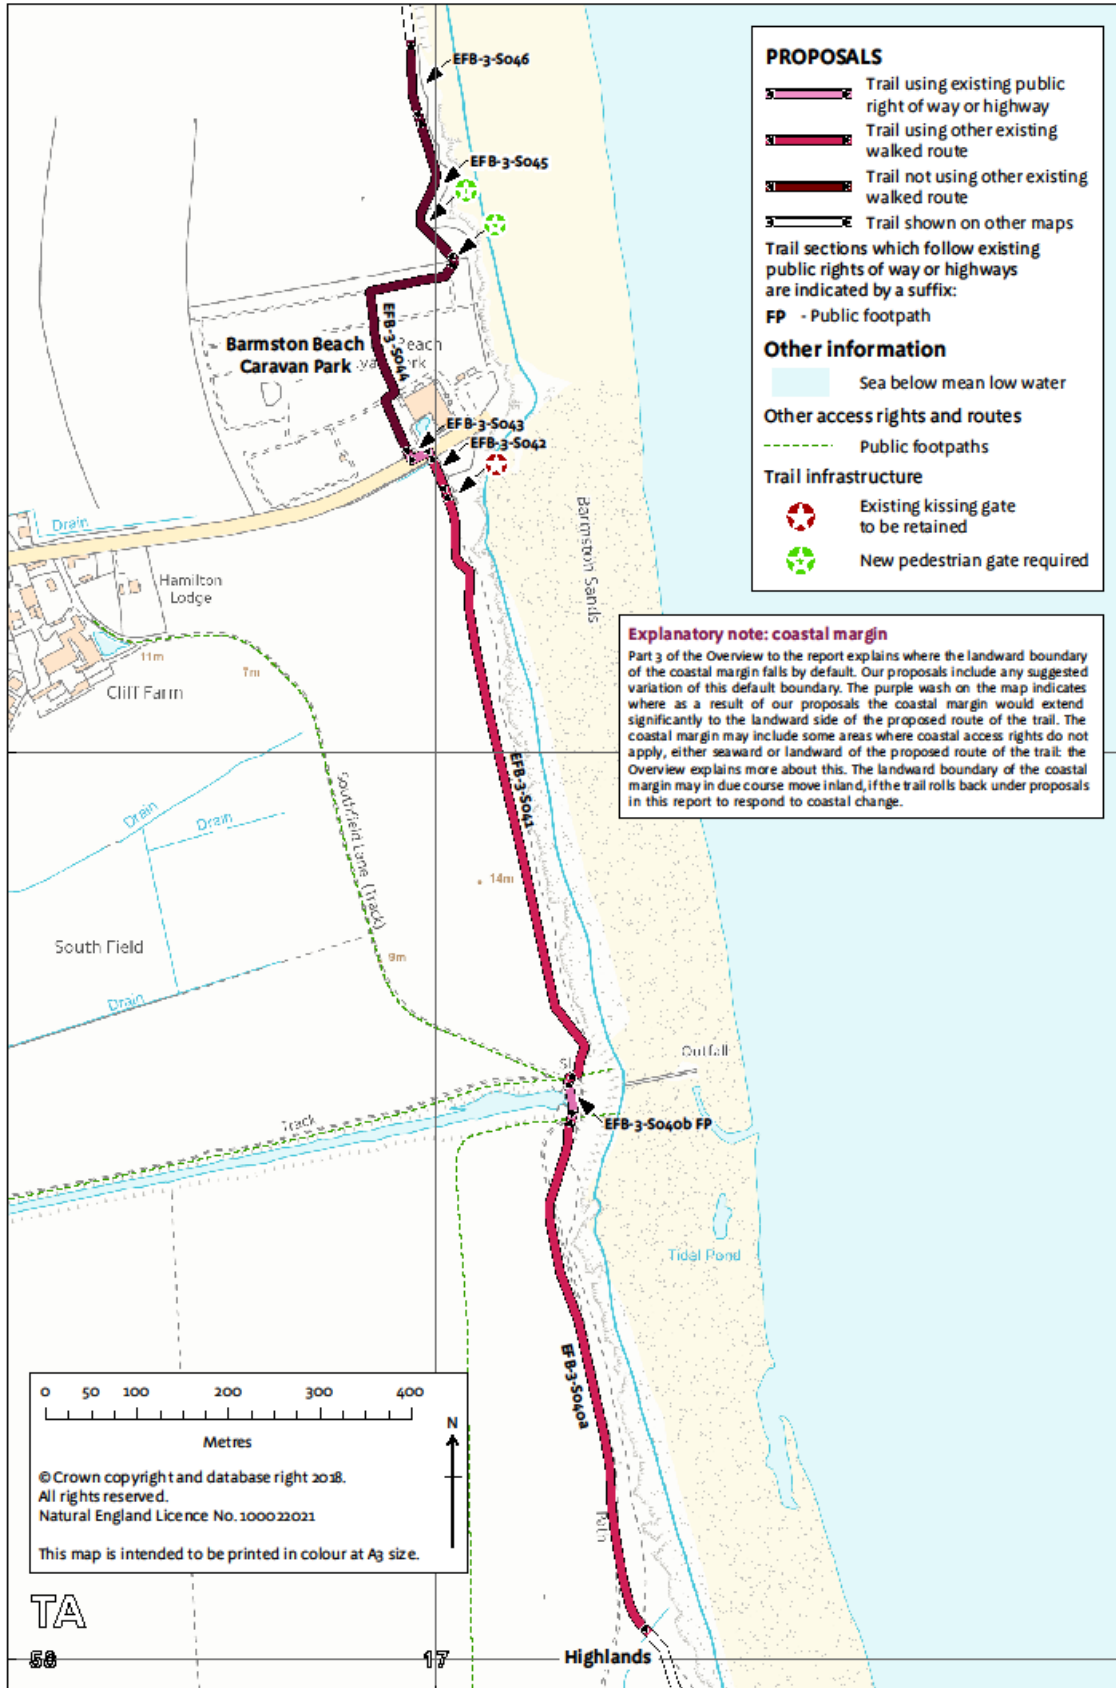 EFB-3-S046
EFB-3-S045
EFB-3-S044
Barmston Beach
Caravan Park
EFB-3-S043
EFB-3-S042
Barmston Sands
Drain
Hamilton
Lodge
11m
7m
Cliff Farm
EFB-3-S041
Southfield Lane (Track)
Drain
Drain
14m
South Field
9m
Drain
Outfall
EFB-3-S040b FP
Track
Tidal Pond
EFB-3-S040a
Path
Highlands
PROPOSALS
Trail using existing public
right of way or highway
Trail using other existing
walked route
Trail not using other existing
walked route
Trail shown on other maps
Trail sections which follow existing
public rights of way or highways
are indicated by a suffix:
FP - Public footpath
Other information
Sea below mean low water
Other access rights and routes
Public footpaths
Trail infrastructure
Existing kissing gate
to be retained
New pedestrian gate required
Explanatory note: coastal margin
Part 3 of the Overview to the report explains where the landward boundary
of the coastal margin falls by default. Our proposals include any suggested
variation of this default boundary. The purple wash on the map indicates
where as a result of our proposals the coastal margin would extend
significantly to the landward side of the proposed route of the trail. The
coastal margin may include some areas where coastal access rights do not
apply, either seaward or landward of the proposed route of the trail: the
Overview explains more about this. The landward boundary of the coastal
margin may in due course move inland, if the trail rolls back under proposals
in this report to respond to coastal change.
0 50 100 200 300 400
Metres
N
© Crown copyright and database right 2018.
All rights reserved.
Natural England Licence No. 100022021
This map is intended to be printed in colour at A3 size.
TA
17